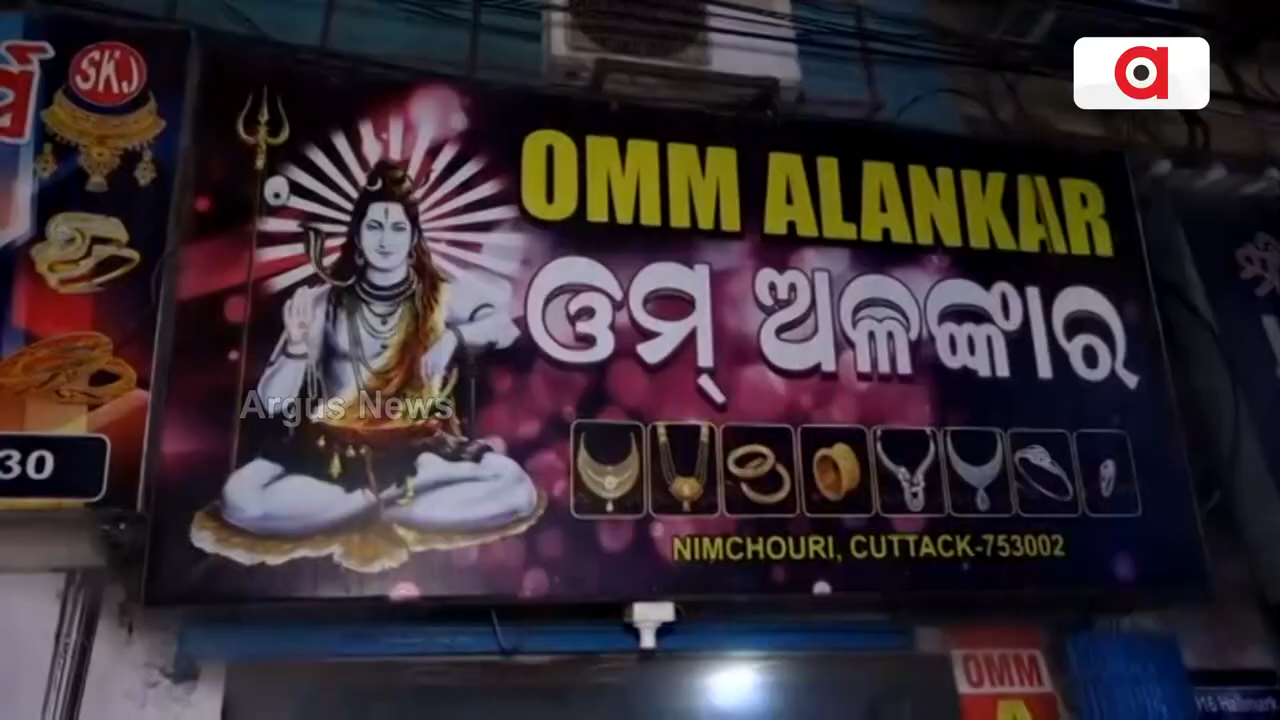 SKJ
OMM ALANKAR
ଓମ୍ ଅଳଙ୍କାର
Argus News
30
NIMCHOURI, CUTTACK-753002
OMM
A